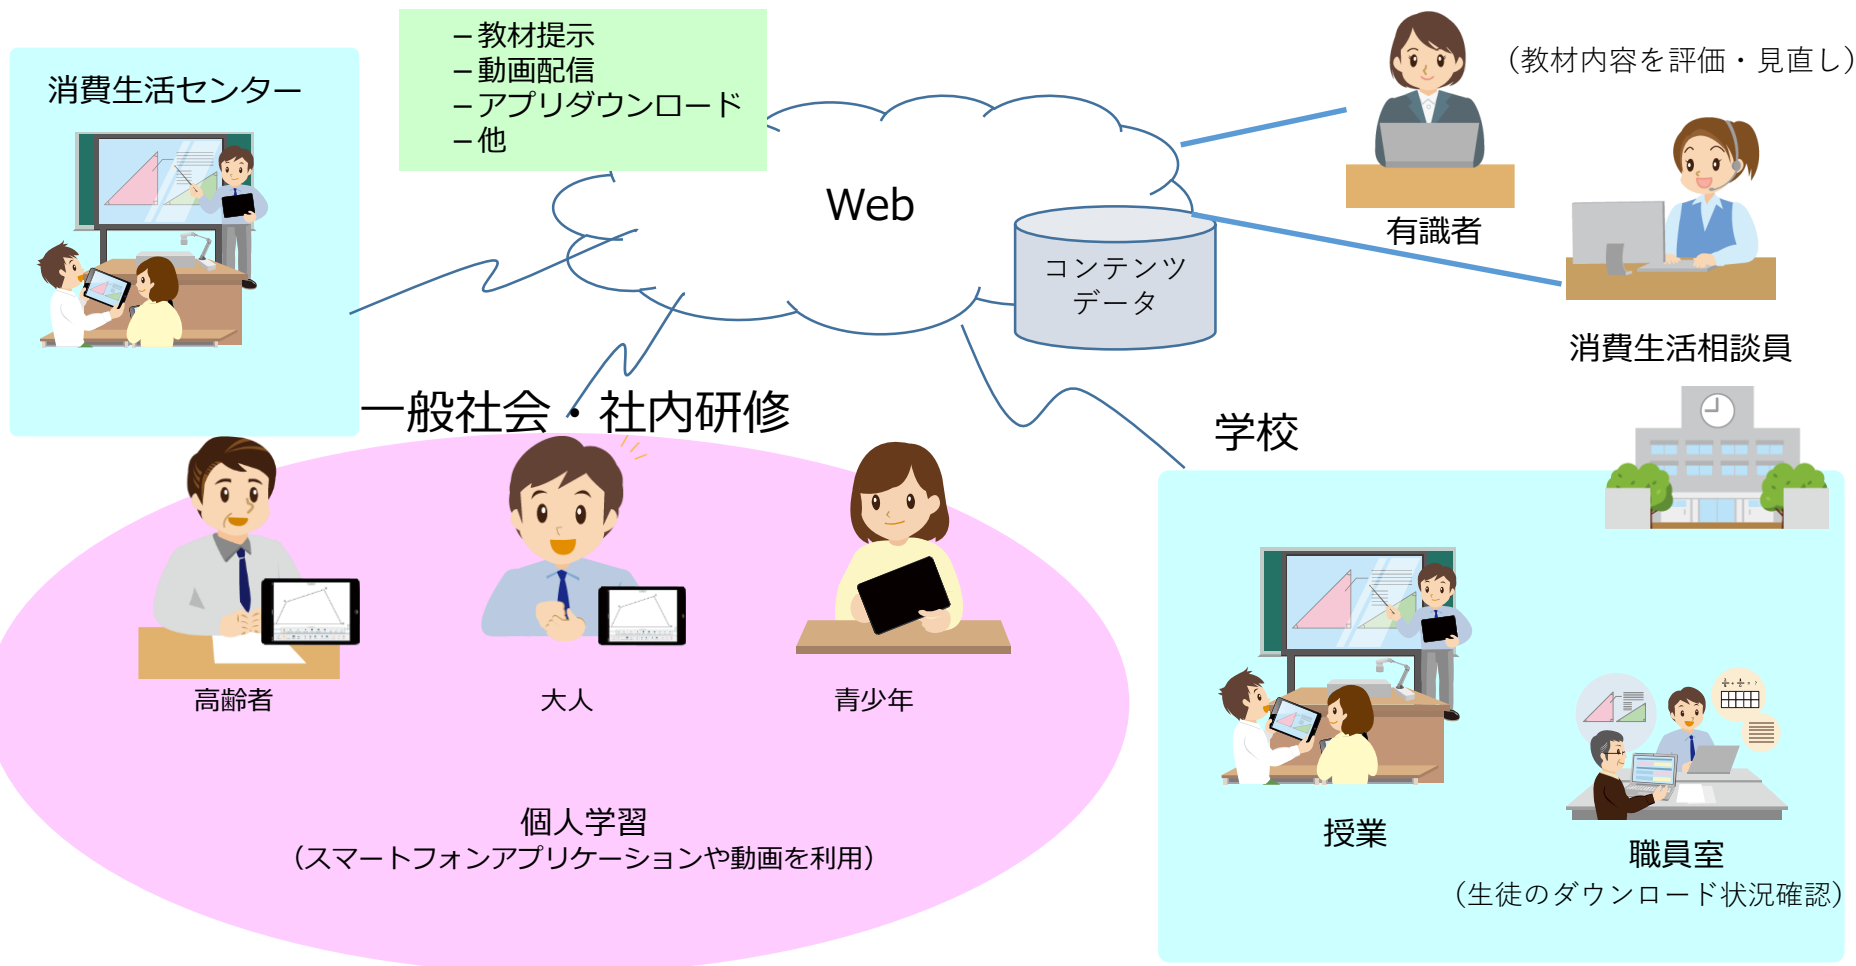 消費生活センター
－教材提示
－動画配信
－アプリダウンロード
－他
Web
コンテンツ
データ
（教材内容を評価・見直し）
有識者
消費生活相談員
一般社会・社内研修
高齢者
大人
青少年
個人学習
（スマートフォンアプリケーションや動画を利用）
学校
授業
職員室
（生徒のダウンロード状況確認）